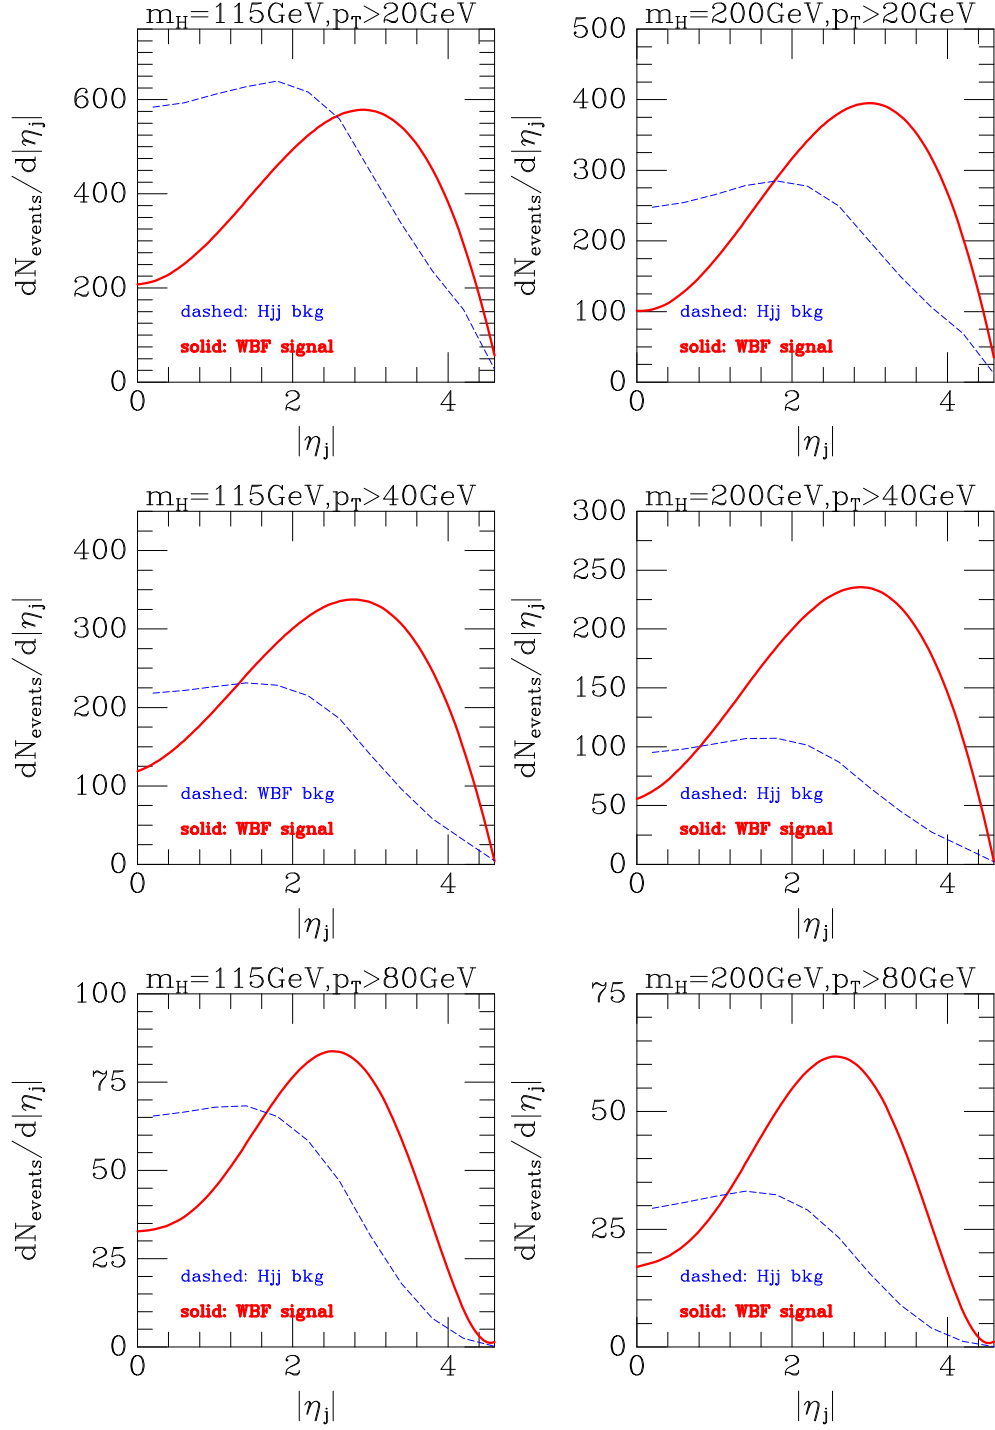 m_H=115GeV,p_T>20GeV
dN_events/d|η_j|
600
400
200
0
dashed: Hjj bkg
solid: WBF signal
0 2 4
|η_j|
m_H=200GeV,p_T>20GeV
dN_events/d|η_j|
500
400
300
200
100
0
dashed: Hjj bkg
solid: WBF signal
0 2 4
|η_j|
m_H=115GeV,p_T>40GeV
dN_events/d|η_j|
400
300
200
100
0
dashed: WBF bkg
solid: WBF signal
0 2 4
|η_j|
m_H=200GeV,p_T>40GeV
dN_events/d|η_j|
300
250
200
150
100
50
0
dashed: Hjj bkg
solid: WBF signal
0 2 4
|η_j|
m_H=115GeV,p_T>80GeV
dN_events/d|η_j|
100
75
50
25
0
dashed: Hjj bkg
solid: WBF signal
0 2 4
|η_j|
m_H=200GeV,p_T>80GeV
dN_events/d|η_j|
75
50
25
0
dashed: Hjj bkg
solid: WBF signal
0 2 4
|η_j|